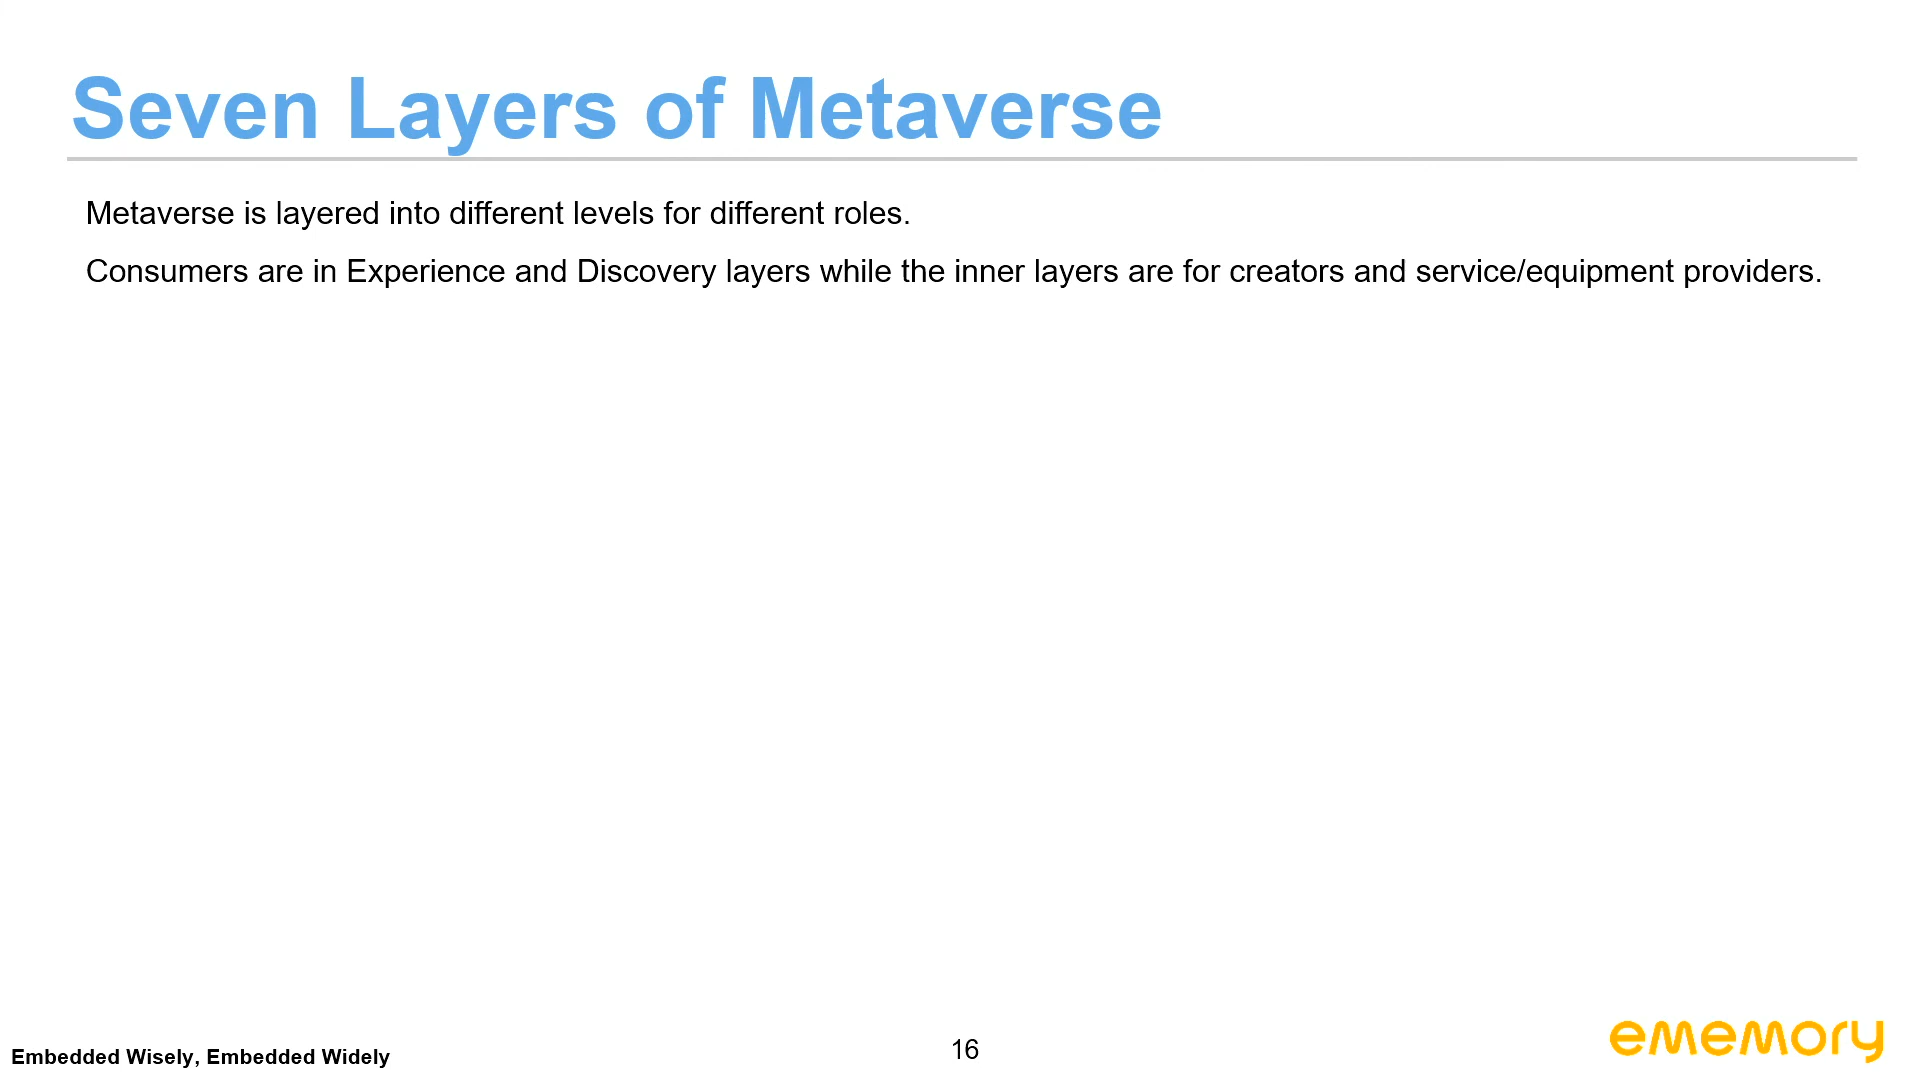 Seven Layers of Metaverse
Metaverse is layered into different levels for different roles.
Consumers are in Experience and Discovery layers while the inner layers are for creators and service/equipment providers.
Embedded Wisely, Embedded Widely
16
ememory